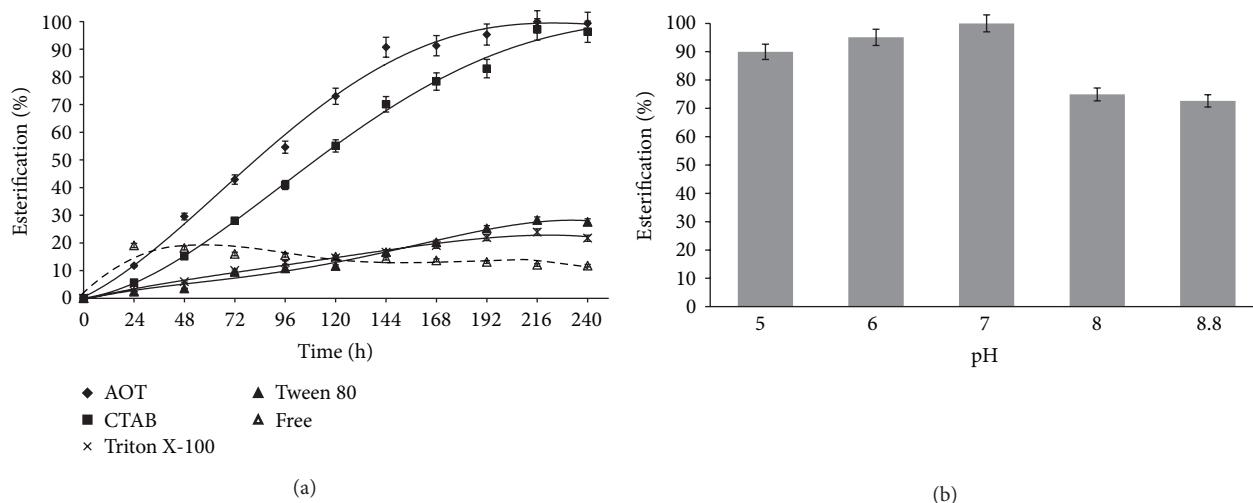 100
90
80
70
60
50
40
30
20
10
0
Esterification (%)
0 24 48 72 96 120 144 168 192 216 240
Time (h)
AOT
CTAB
Triton X-100
Tween 80
Free
(a)
100
90
80
70
60
50
40
30
20
10
0
Esterification (%)
5 6 7 8 8.8
pH
(b)